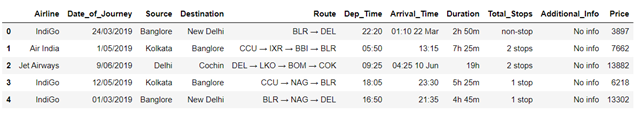 Airline Date_of_Journey Source Destination Route Dep_Time Arrival_Time Duration Total_Stops Additional_Info Price
0 IndiGo 24/03/2019 Banglore New Delhi BLR → DEL 22:20 01:10 22 Mar 2h 50m non-stop No info 3897
1 Air India 1/05/2019 Kolkata Banglore CCU → IXR → BBI → BLR 05:50 13:15 7h 25m 2 stops No info 7662
2 Jet Airways 9/06/2019 Delhi Cochin DEL → LKO → BOM → COK 09:25 04:25 10 Jun 19h 2 stops No info 13882
3 IndiGo 12/05/2019 Kolkata Banglore CCU → NAG → BLR 18:05 23:30 5h 25m 1 stop No info 6218
4 IndiGo 01/03/2019 Banglore New Delhi BLR → NAG → DEL 16:50 21:35 4h 45m 1 stop No info 13302